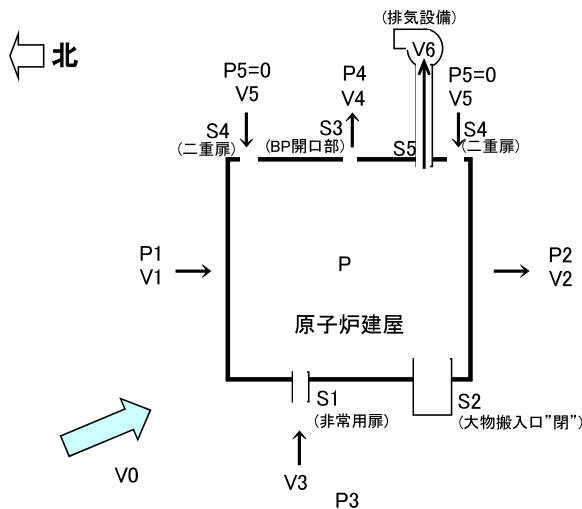 (排気設備)
北
V6
P5=0
V5
P4
V4
P5=0
V5
S4
(二重扉)
S3
(BP開口部)
S5
S4
(二重扉)
P1
V1
P
P2
V2
原子炉建屋
S1
(非常用扉)
S2
(大物搬入口"閉")
V0
V3
P3